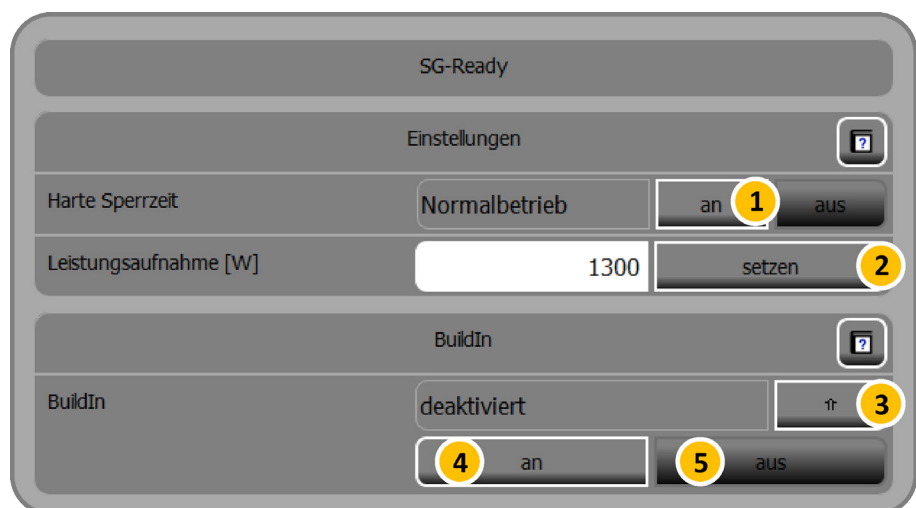 SG-Ready
Einstellungen ?
Harte Sperrzeit Normalbetrieb an 1 aus
Leistungsaufnahme [W] 1300 setzen 2
BuildIn ?
BuildIn deaktiviert ⇧ 3
4 an 5 aus